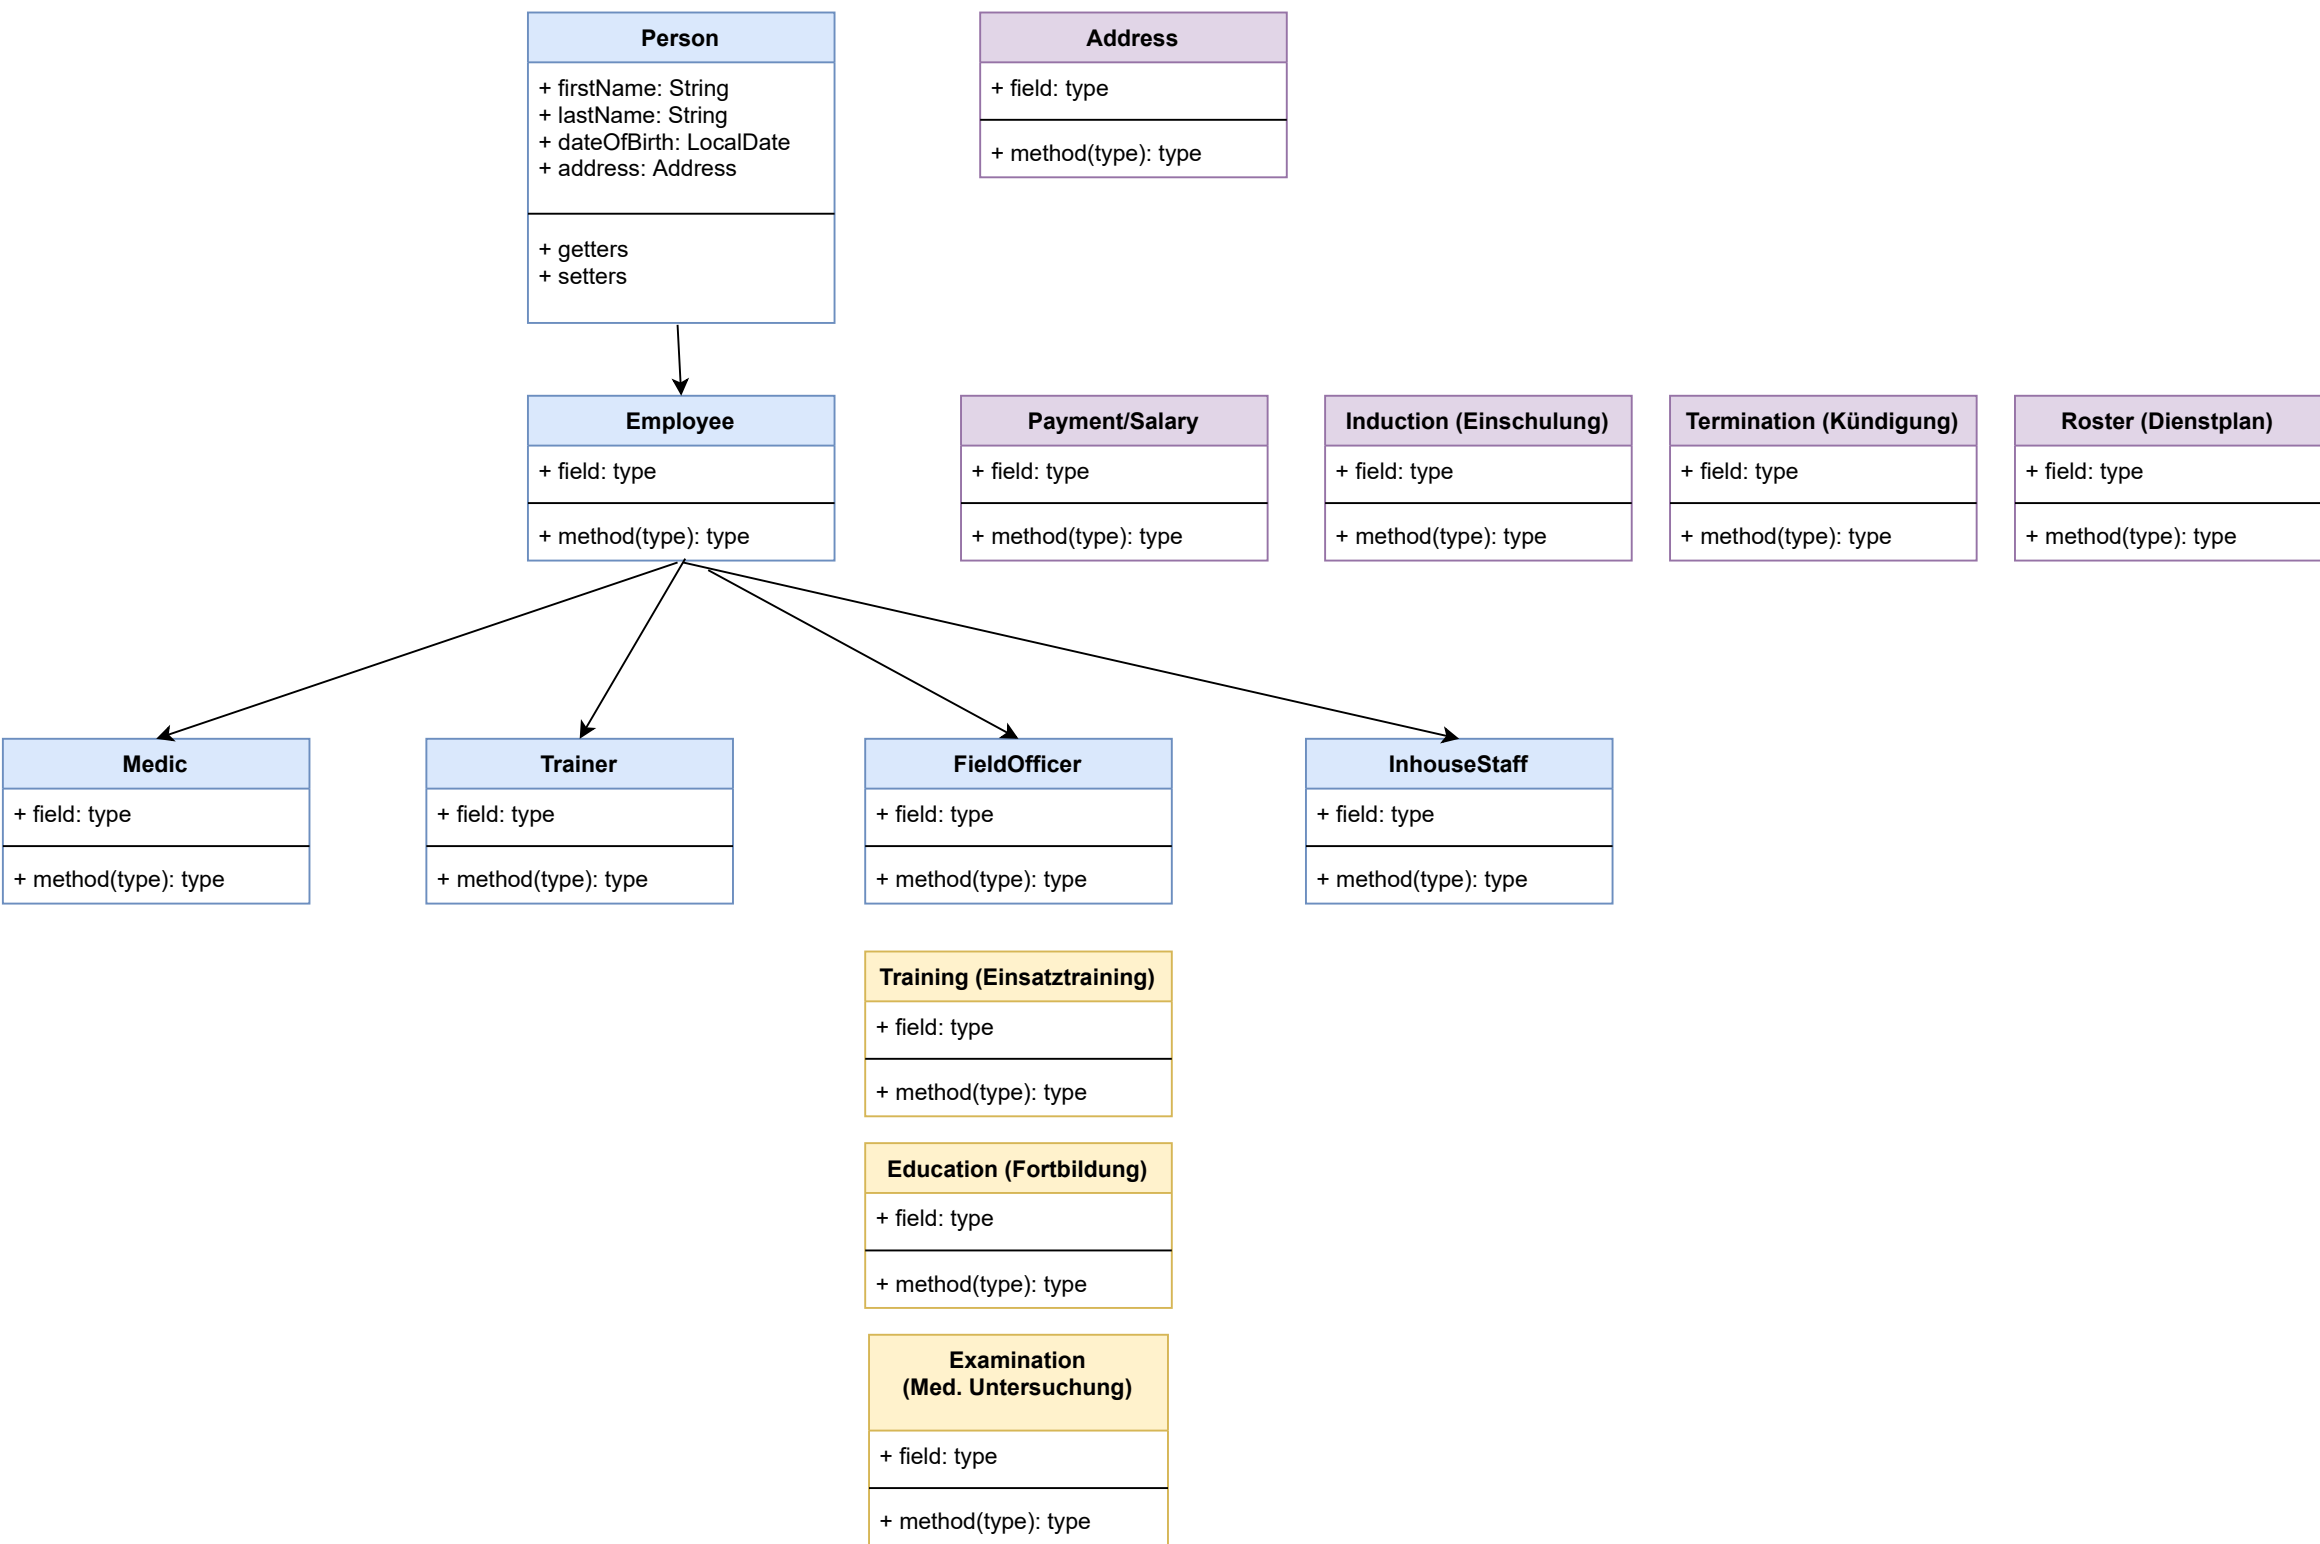 Person
+ firstName: String
+ lastName: String
+ dateOfBirth: LocalDate
+ address: Address
+ getters
+ setters
Address
+ field: type
+ method(type): type
Employee
+ field: type
+ method(type): type
Payment/Salary
+ field: type
+ method(type): type
Induction (Einschulung)
+ field: type
+ method(type): type
Termination (Kündigung)
+ field: type
+ method(type): type
Roster (Dienstplan)
+ field: type
+ method(type): type
Medic
+ field: type
+ method(type): type
Trainer
+ field: type
+ method(type): type
FieldOfficer
+ field: type
+ method(type): type
InhouseStaff
+ field: type
+ method(type): type
Training (Einsatztraining)
+ field: type
+ method(type): type
Education (Fortbildung)
+ field: type
+ method(type): type
Examination
(Med. Untersuchung)
+ field: type
+ method(type): type